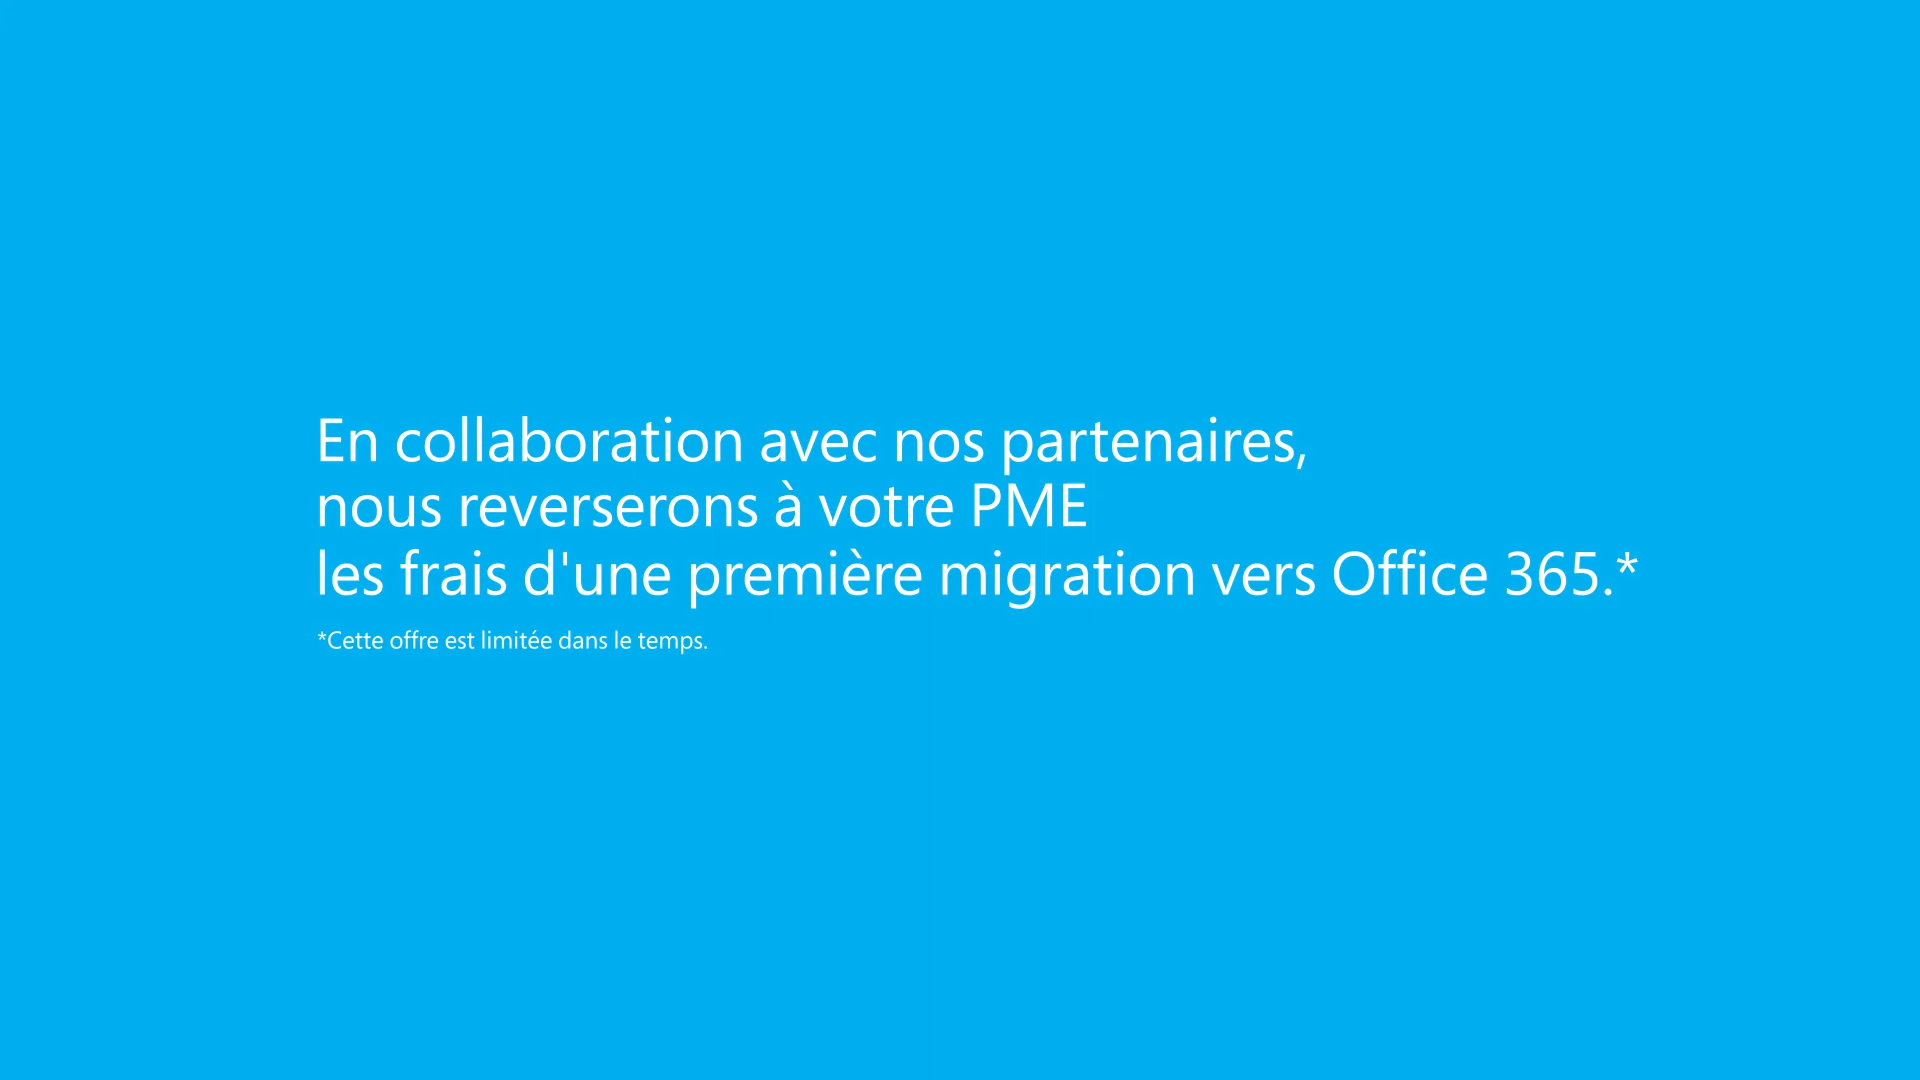 En collaboration avec nos partenaires,
nous reverserons à votre PME
les frais d'une première migration vers Office 365.*
*Cette offre est limitée dans le temps.